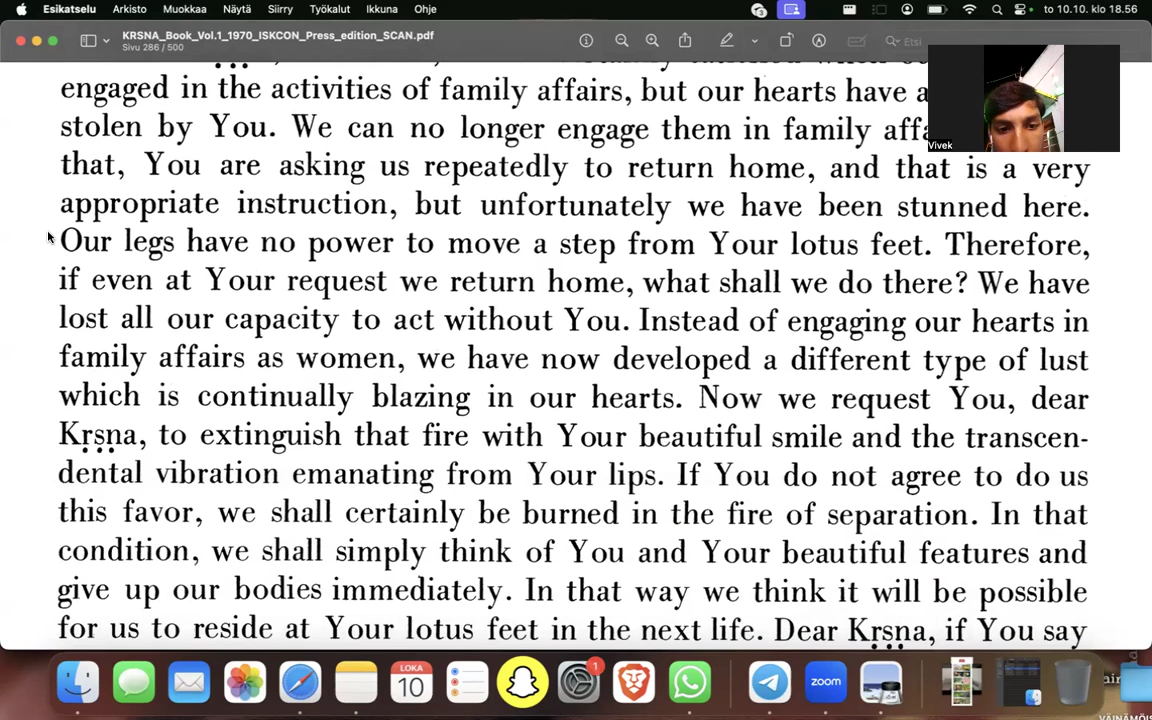 Esikatselu Arkisto Muokkaa Näytä Siirry Työkalut Ikkuna Ohje 3 to 10.10. klo 18.56
KRSNA_Book_Vol.1_1970_ISKCON_Press_edition_SCAN.pdf
Sivu 286 / 500
Etsi
engaged in the activities of family affairs, but our hearts have a
stolen by You. We can no longer engage them in family affa
that, You are asking us repeatedly to return home, and that is a very
appropriate instruction, but unfortunately we have been stunned here.
Our legs have no power to move a step from Your lotus feet. Therefore,
if even at Your request we return home, what shall we do there? We have
lost all our capacity to act without You. Instead of engaging our hearts in
family affairs as women, we have now developed a different type of lust
which is continually blazing in our hearts. Now we request You, dear
Kṛṣṇa, to extinguish that fire with Your beautiful smile and the transcen-
dental vibration emanating from Your lips. If You do not agree to do us
this favor, we shall certainly be burned in the fire of separation. In that
condition, we shall simply think of You and Your beautiful features and
give up our bodies immediately. In that way we think it will be possible
for us to reside at Your lotus feet in the next life. Dear Kṛṣṇa, if You say
Vivek
LOKA
10
1
zoom